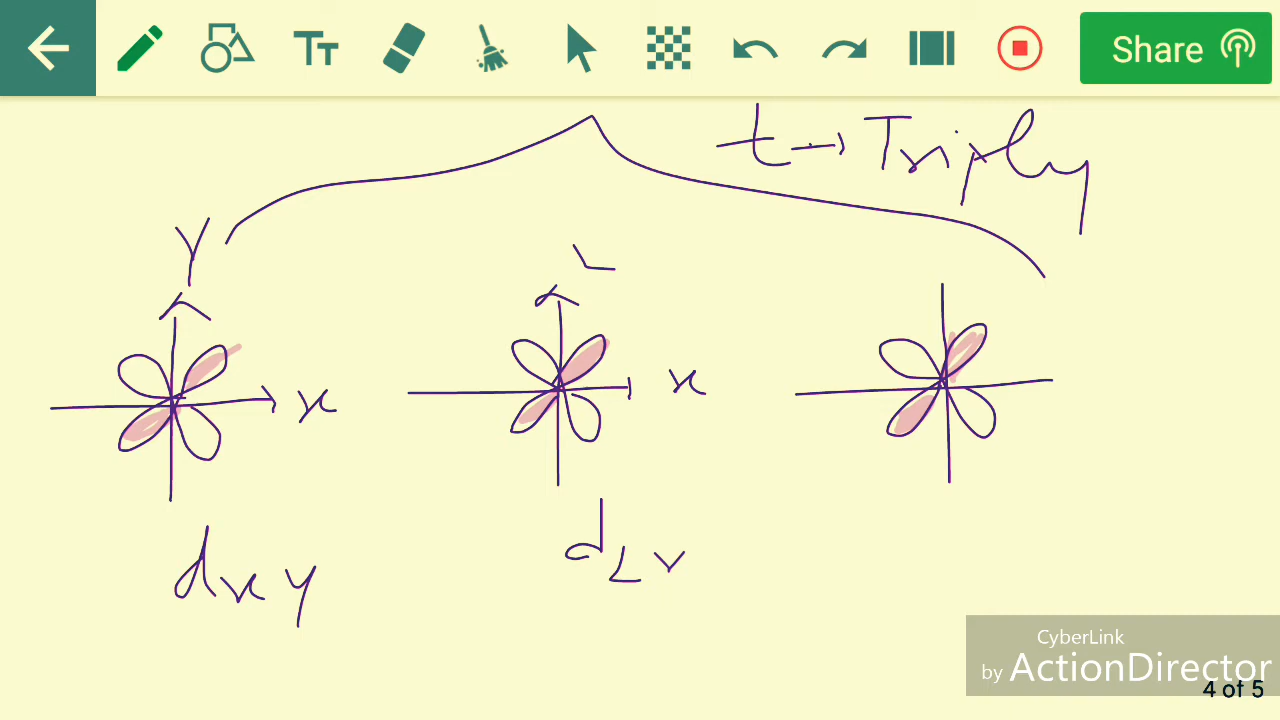 Share
t → Triply
Y
x
x
dxy
CyberLink
by ActionDirector
4 of 5